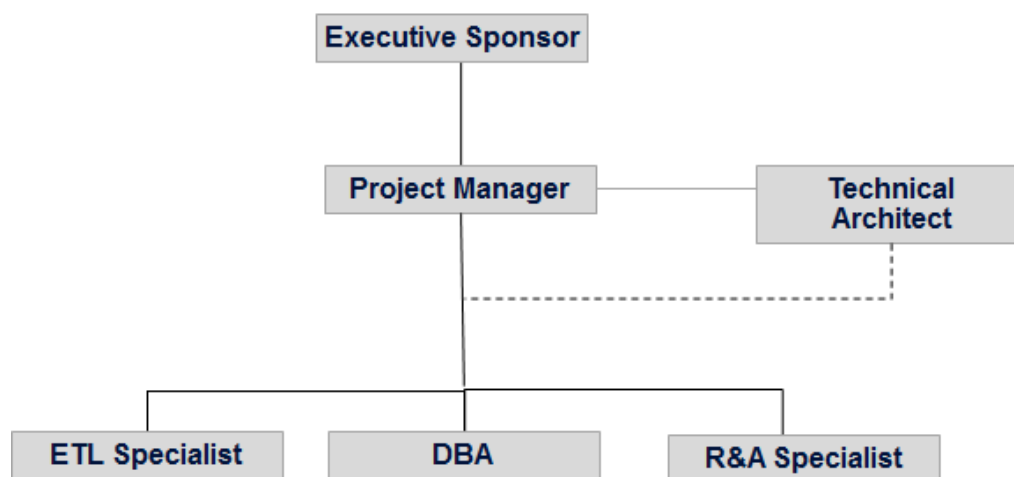 Executive Sponsor
Project Manager
Technical
Architect
ETL Specialist
DBA
R&A Specialist